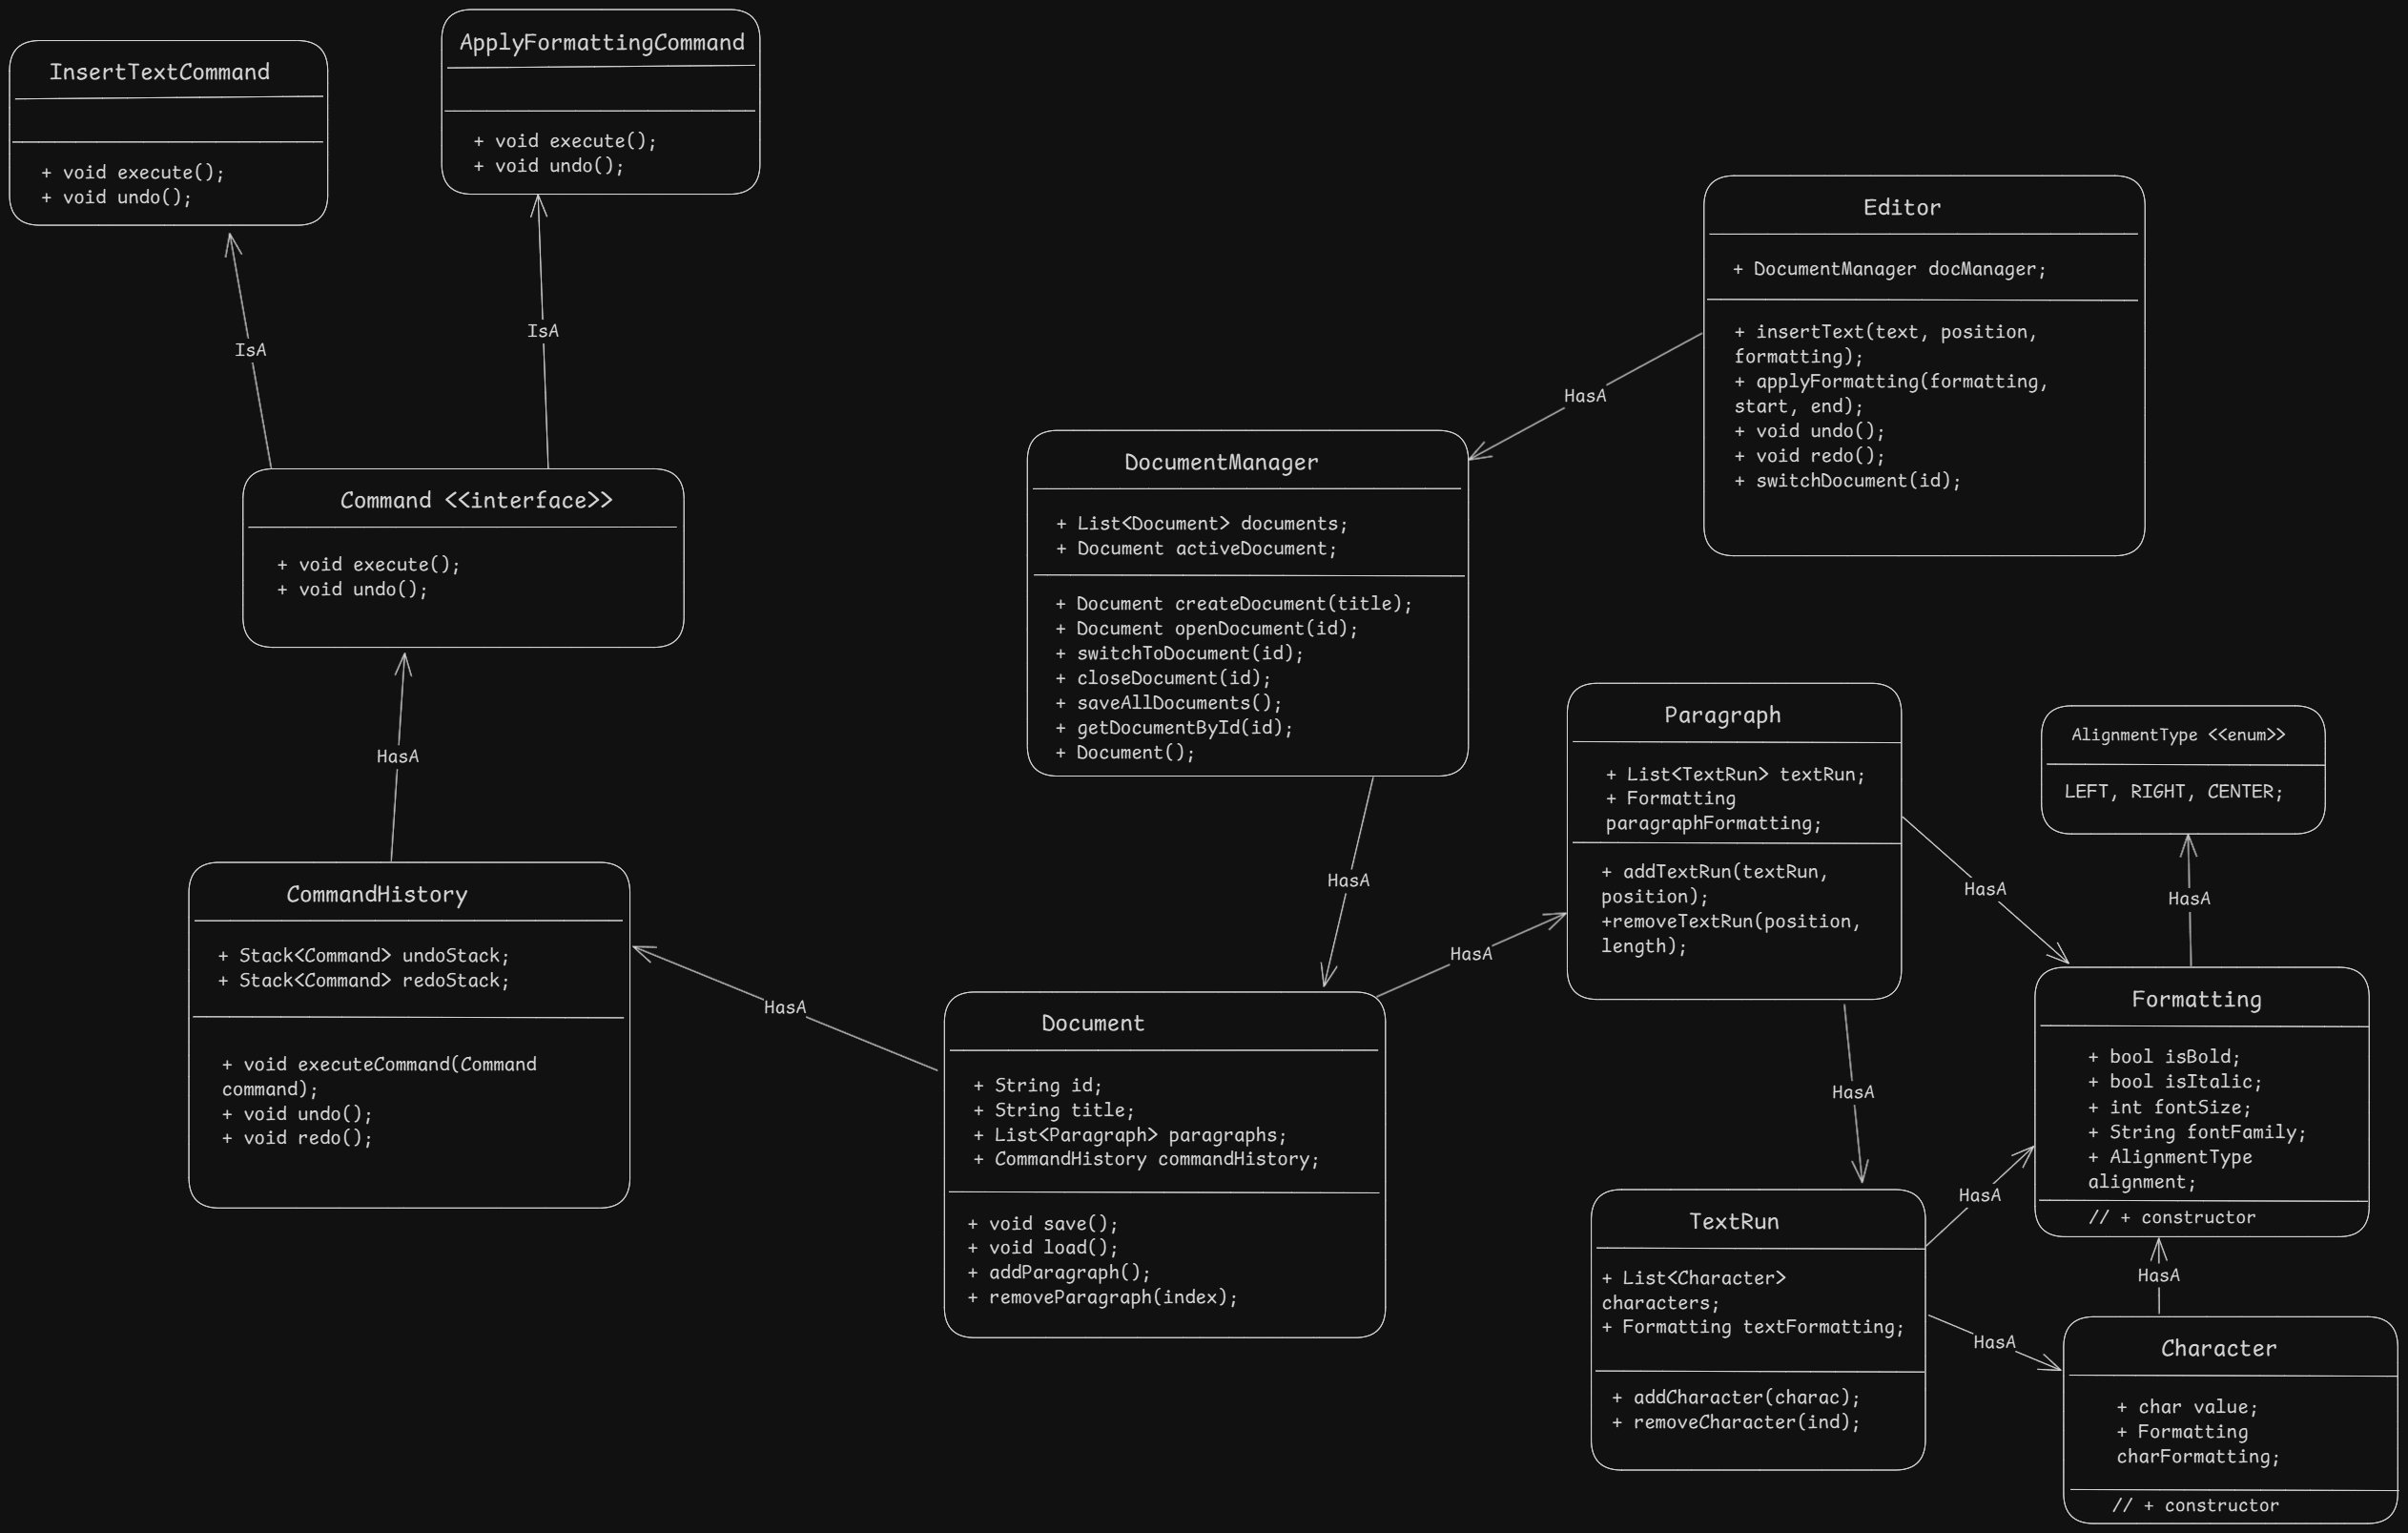 InsertTextCommand
+ void execute();
+ void undo();
ApplyFormattingCommand
+ void execute();
+ void undo();
IsA
IsA
Command <<interface>>
+ void execute();
+ void undo();
HasA
CommandHistory
+ Stack<Command> undoStack;
+ Stack<Command> redoStack;
+ void executeCommand(Command
command);
+ void undo();
+ void redo();
HasA
Editor
+ DocumentManager docManager;
+ insertText(text, position,
formatting);
+ applyFormatting(formatting,
start, end);
+ void undo();
+ void redo();
+ switchDocument(id);
HasA
DocumentManager
+ List<Document> documents;
+ Document activeDocument;
+ Document createDocument(title);
+ Document openDocument(id);
+ switchToDocument(id);
+ closeDocument(id);
+ saveAllDocuments();
+ getDocumentById(id);
+ Document();
HasA
Document
+ String id;
+ String title;
+ List<Paragraph> paragraphs;
+ CommandHistory commandHistory;
+ void save();
+ void load();
+ addParagraph();
+ removeParagraph(index);
HasA
Paragraph
+ List<TextRun> textRun;
+ Formatting
paragraphFormatting;
+ addTextRun(textRun,
position);
+removeTextRun(position,
length);
HasA
HasA
AlignmentType <<enum>>
LEFT, RIGHT, CENTER;
HasA
Formatting
+ bool isBold;
+ bool isItalic;
+ int fontSize;
+ String fontFamily;
+ AlignmentType
alignment;
// + constructor
TextRun
+ List<Character>
characters;
+ Formatting textFormatting;
+ addCharacter(charac);
+ removeCharacter(ind);
HasA
HasA
HasA
Character
+ char value;
+ Formatting
charFormatting;
// + constructor